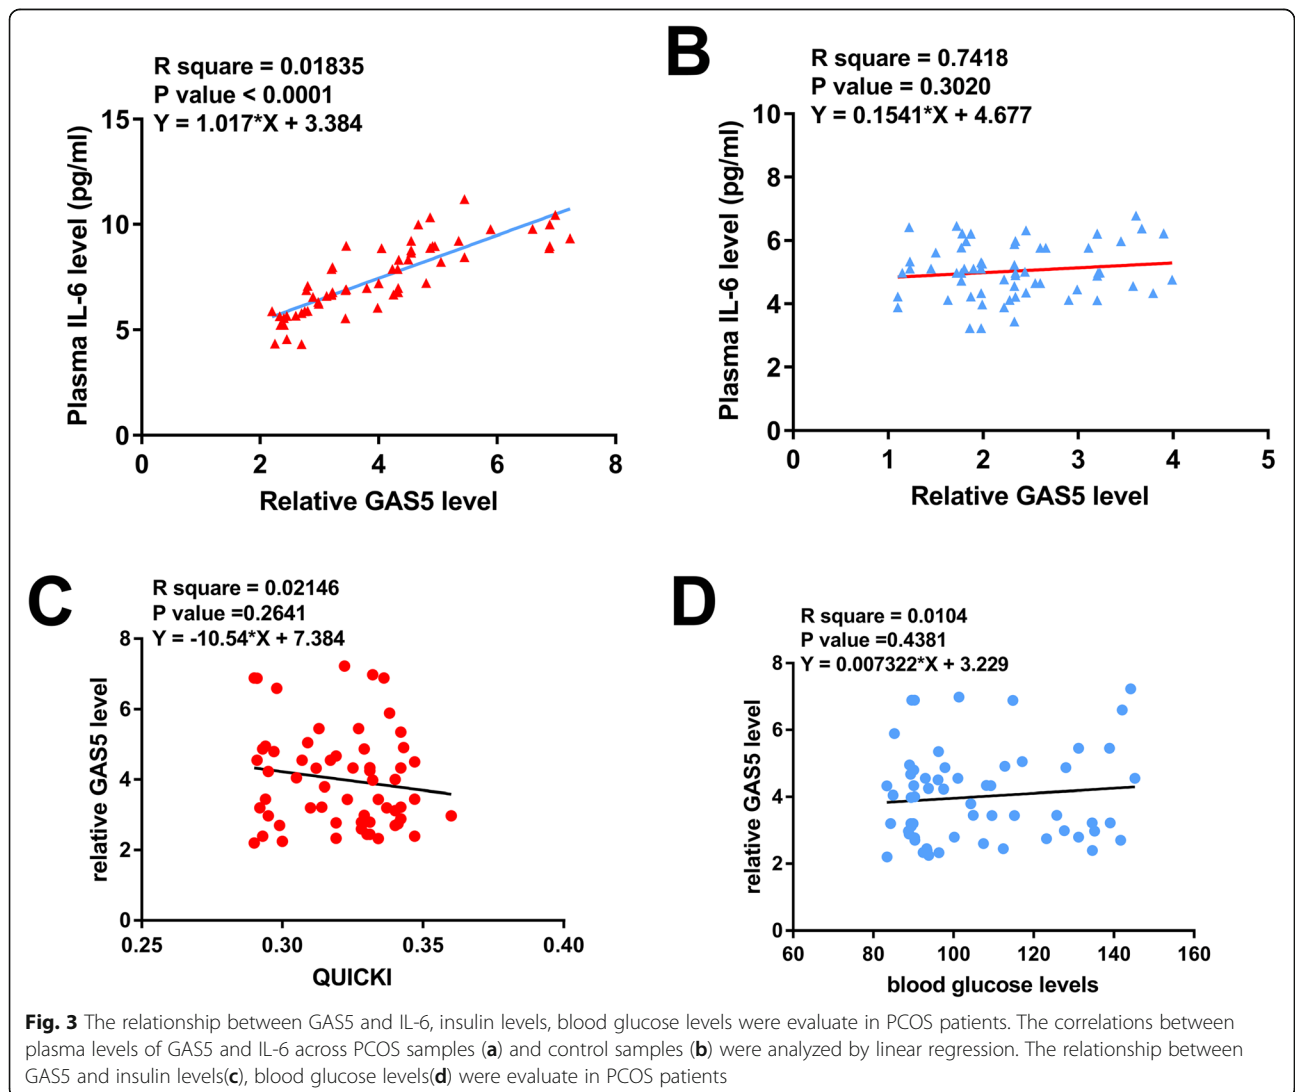 R square = 0.01835
P value < 0.0001
Y = 1.017*X + 3.384
15
10
5
0
Plasma IL-6 level (pg/ml)
0 2 4 6 8
Relative GAS5 level
B
R square = 0.7418
P value = 0.3020
Y = 0.1541*X + 4.677
10
8
6
4
2
0
Plasma IL-6 level (pg/ml)
0 1 2 3 4 5
Relative GAS5 level
C
R square = 0.02146
P value =0.2641
Y = -10.54*X + 7.384
8
6
4
2
0
relative GAS5 level
0.25 0.30 0.35 0.40
QUICKI
D
R square = 0.0104
P value =0.4381
Y = 0.007322*X + 3.229
8
6
4
2
0
relative GAS5 level
60 80 100 120 140 160
blood glucose levels
Fig. 3 The relationship between GAS5 and IL-6, insulin levels, blood glucose levels were evaluate in PCOS patients. The correlations between
plasma levels of GAS5 and IL-6 across PCOS samples (a) and control samples (b) were analyzed by linear regression. The relationship between
GAS5 and insulin levels(c), blood glucose levels(d) were evaluate in PCOS patients